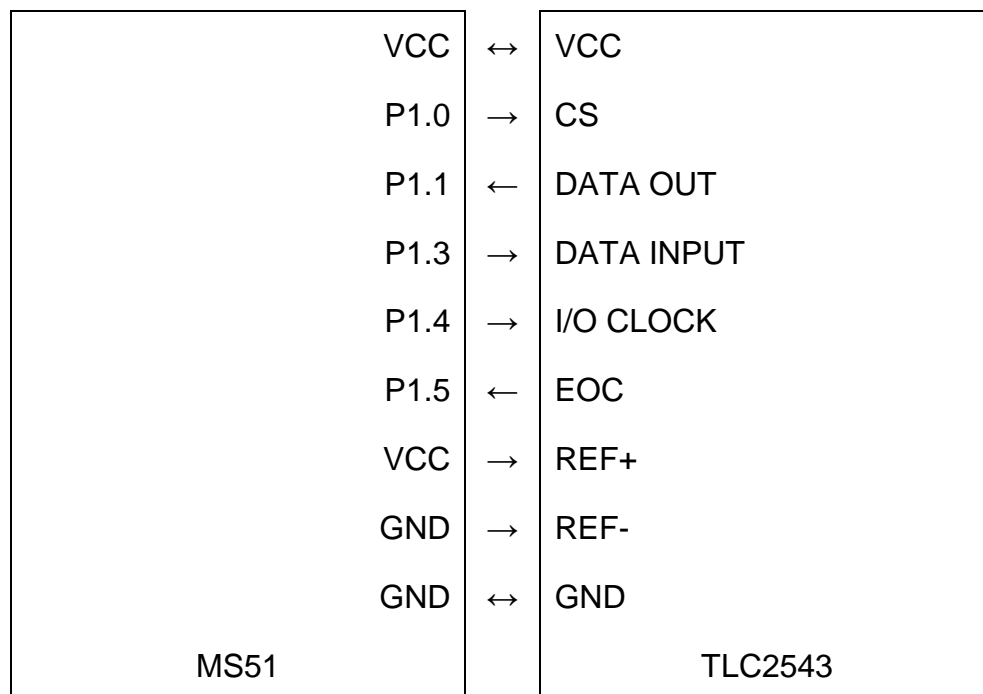 VCC ↔ VCC
P1.0 → CS
P1.1 ← DATA OUT
P1.3 → DATA INPUT
P1.4 → I/O CLOCK
P1.5 ← EOC
VCC → REF+
GND → REF-
GND ↔ GND
MS51 TLC2543